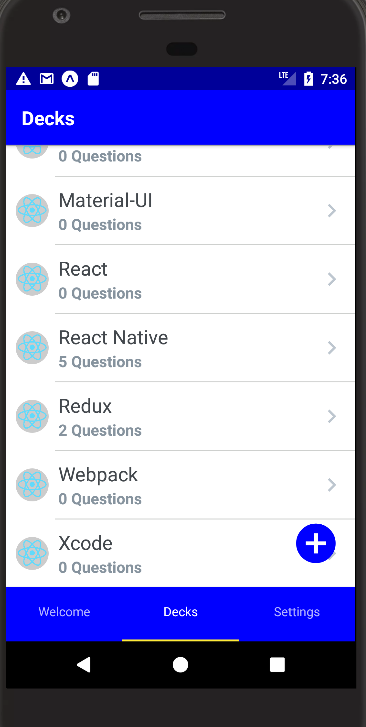 LTE 7:36
Decks
0 Questions
Material-UI
0 Questions
React
0 Questions
React Native
5 Questions
Redux
2 Questions
Webpack
0 Questions
Xcode
0 Questions
Welcome Decks Settings